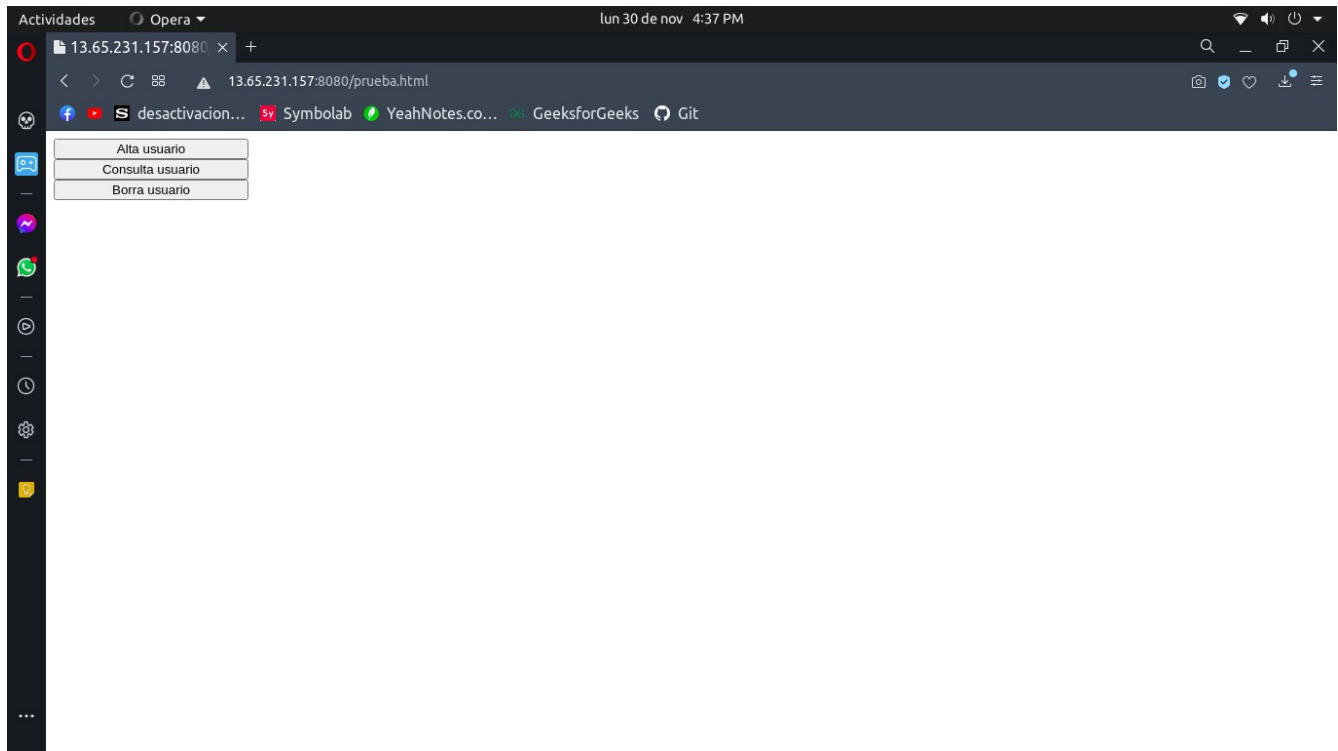 Actividades Opera lun 30 de nov 4:37 PM
13.65.231.157:8080
13.65.231.157:8080/prueba.html
desactivacion... Sy Symbolab YeahNotes.co... GeeksforGeeks Git
Alta usuario
Consulta usuario
Borra usuario